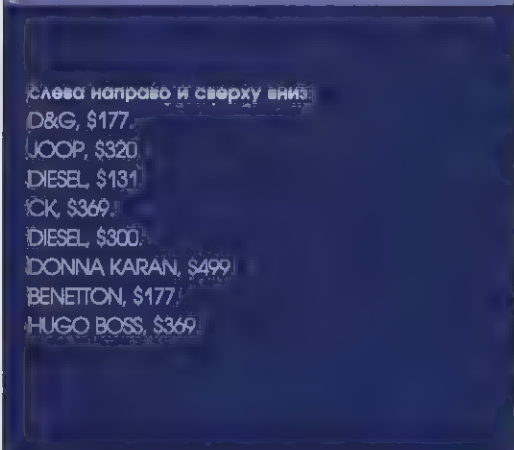 слева направо и сверху вниз:
D&G, $177.
JOOP, $320.
DIESEL, $131.
CK, $369.
DIESEL, $300.
DONNA KARAN, $499.
BENETTON, $177.
HUGO BOSS, $369.